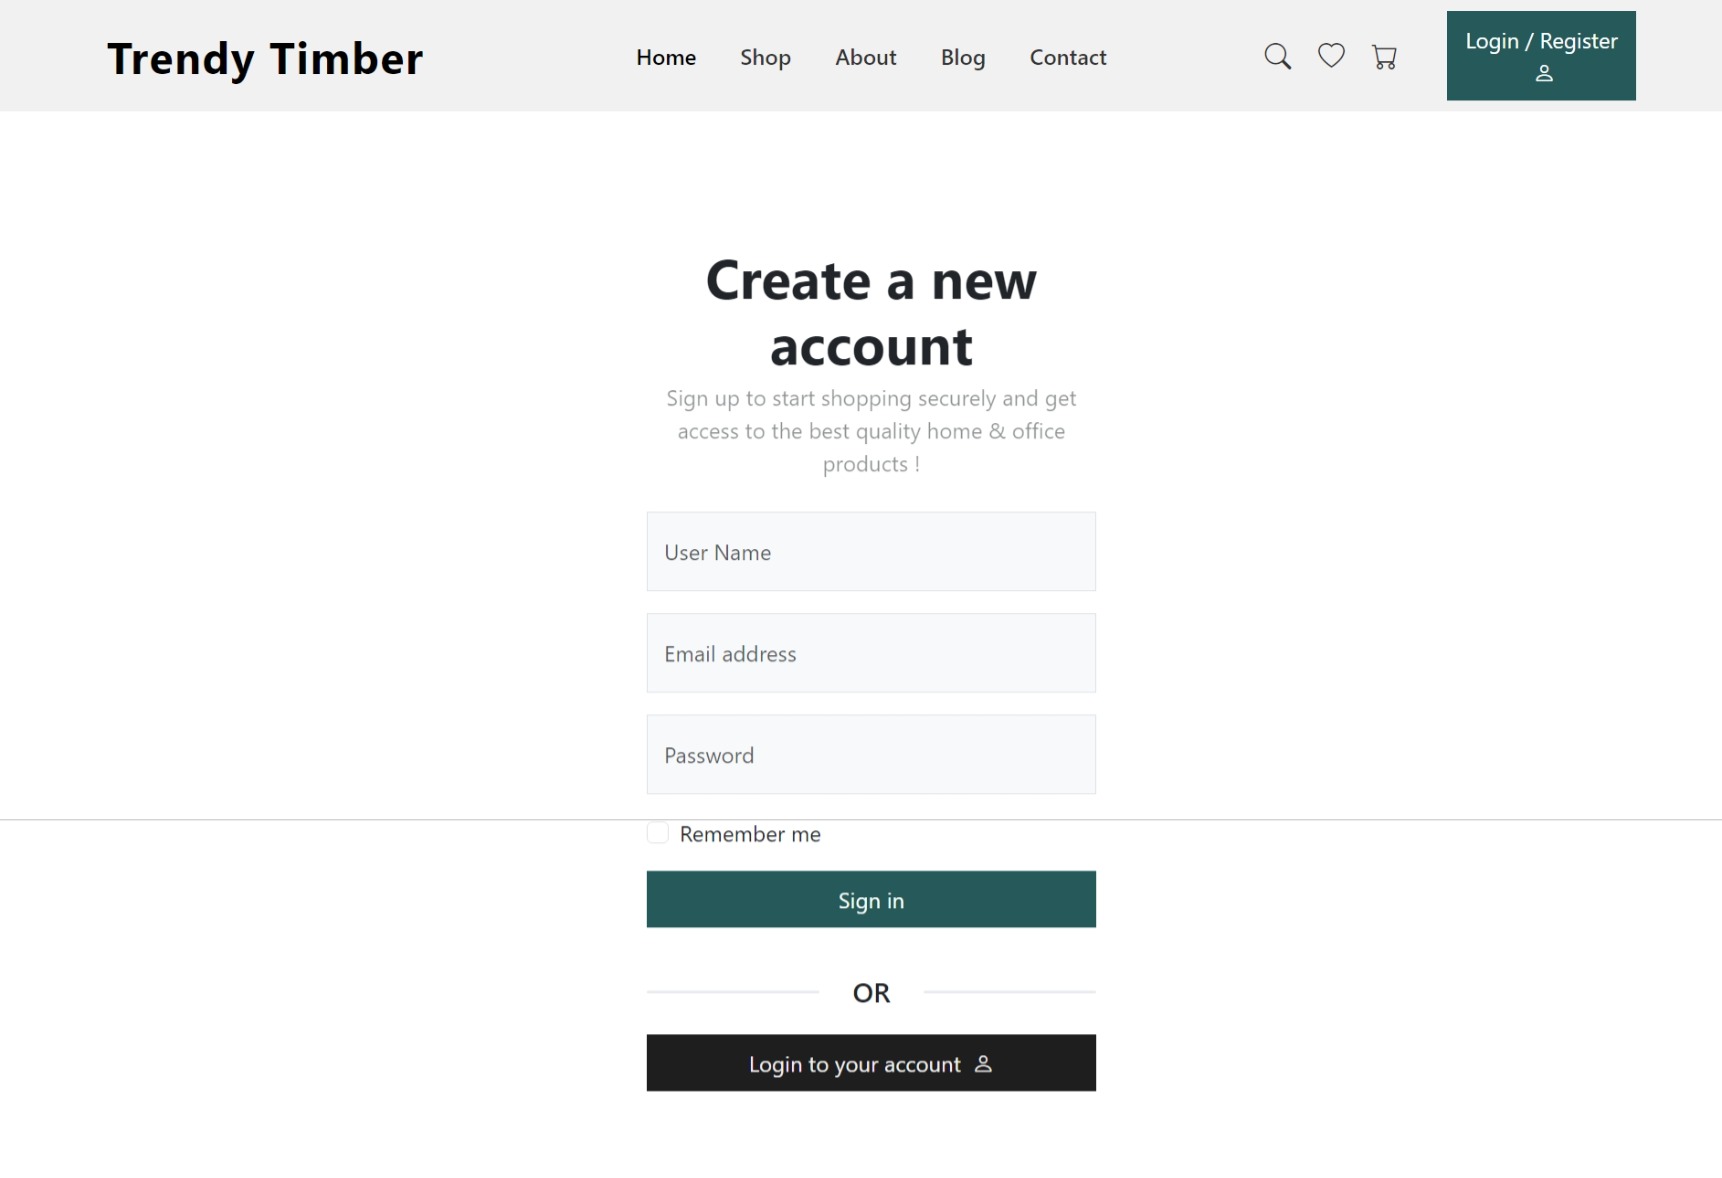 Trendy Timber
Home Shop About Blog Contact
Login / Register
Create a new
account
Sign up to start shopping securely and get
access to the best quality home & office
products !
User Name
Email address
Password
Remember me
Sign in
OR
Login to your account